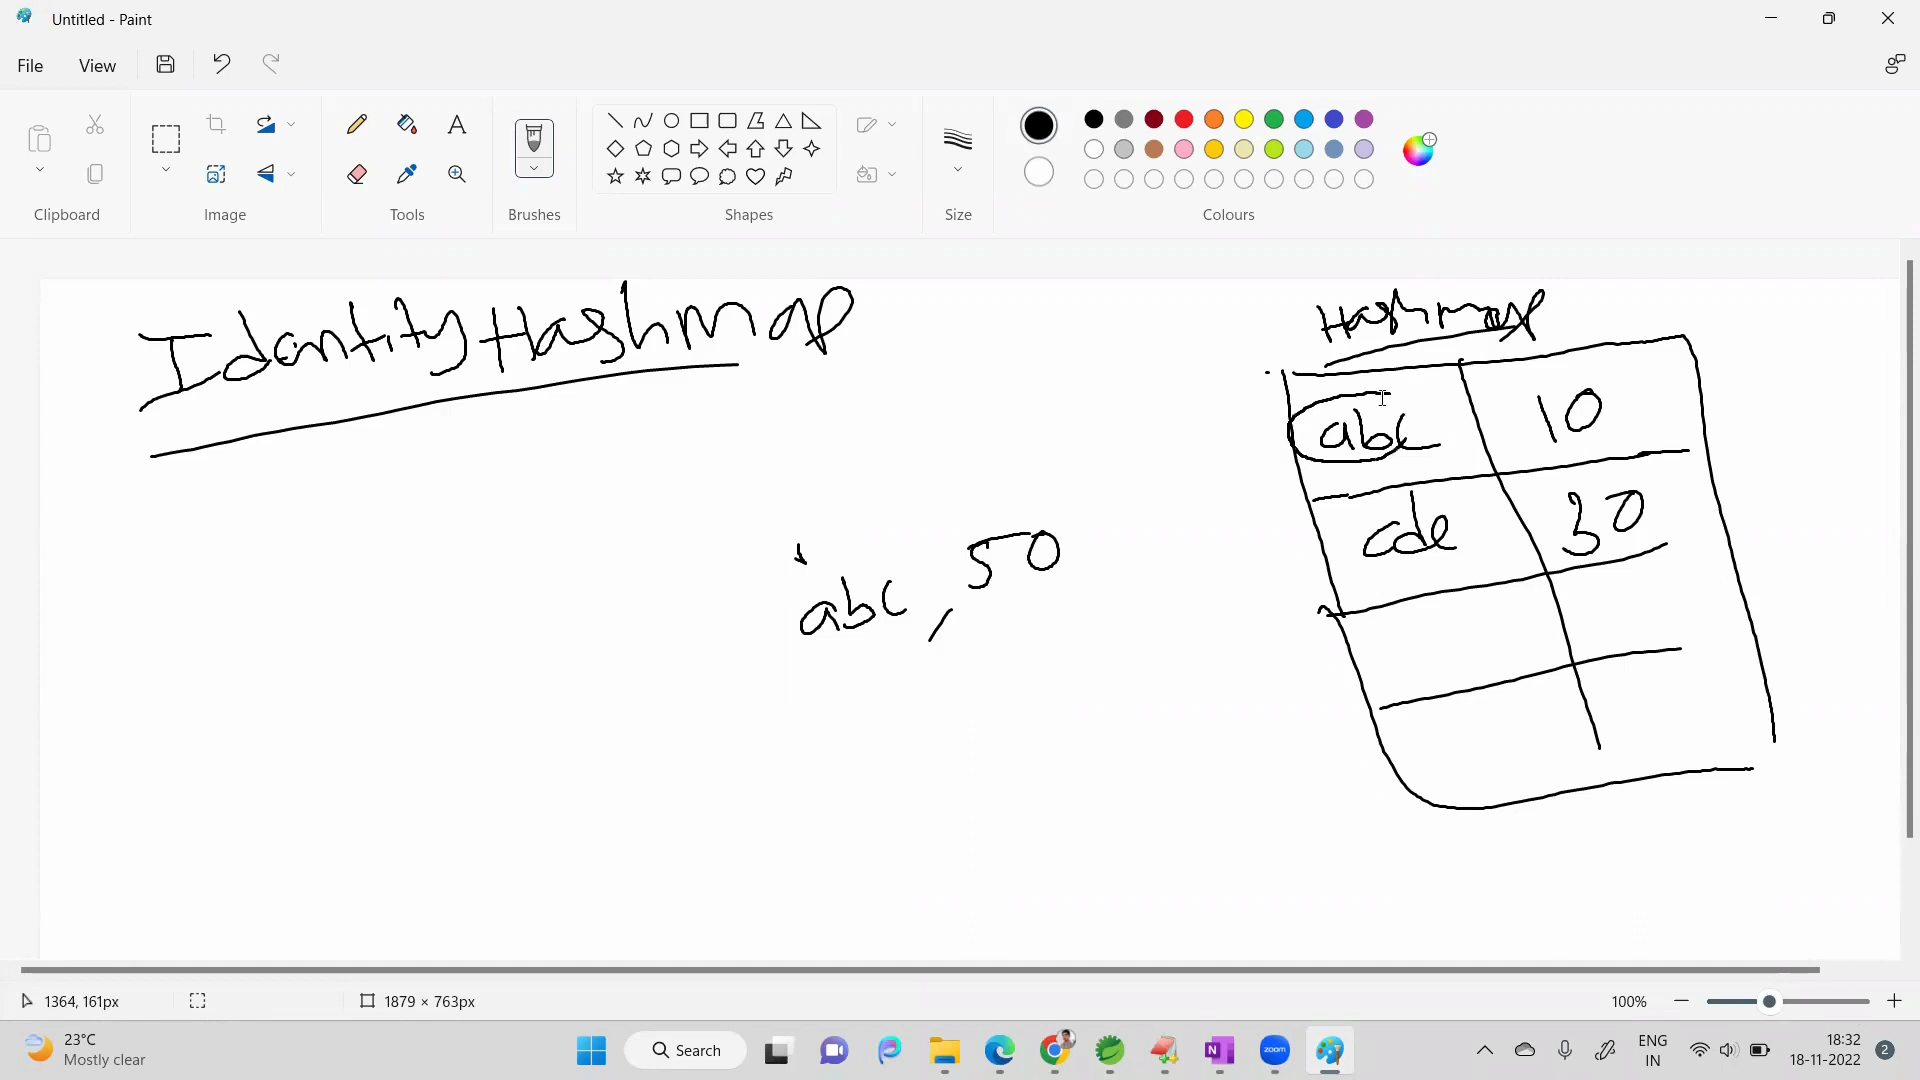 Untitled - Paint
File View
Clipboard Image Tools Brushes Shapes Size Colours
IdentityHashmap
Hashmap
abc 10
cde 30
abc, 50
1364, 161px 1879 × 763px 100%
23°C
Mostly clear
Search
zoom
ENG
IN
18:32
18-11-2022
2